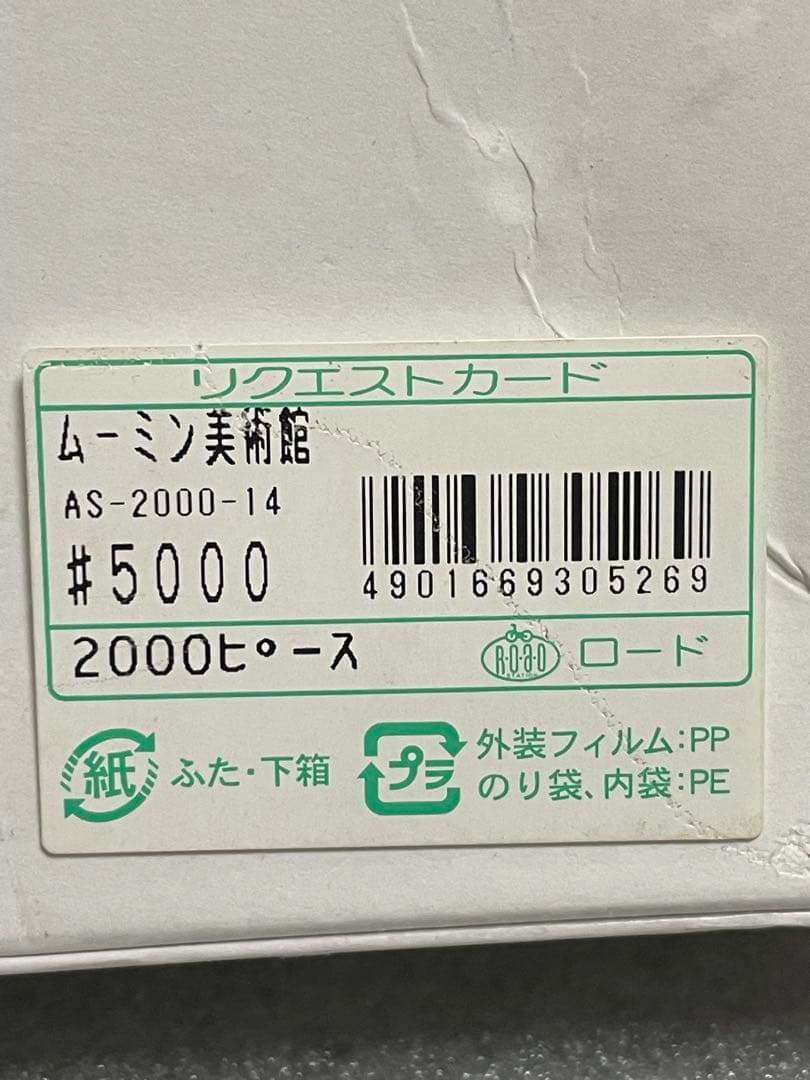 リクエストカード
ムーミン美術館
AS-2000-14
#5000
4901669305269
2000ピース
R·O·a·D STATION ロード
紙 ふた・下箱
プラ 外装フィルム:PP
のり袋、内袋:PE